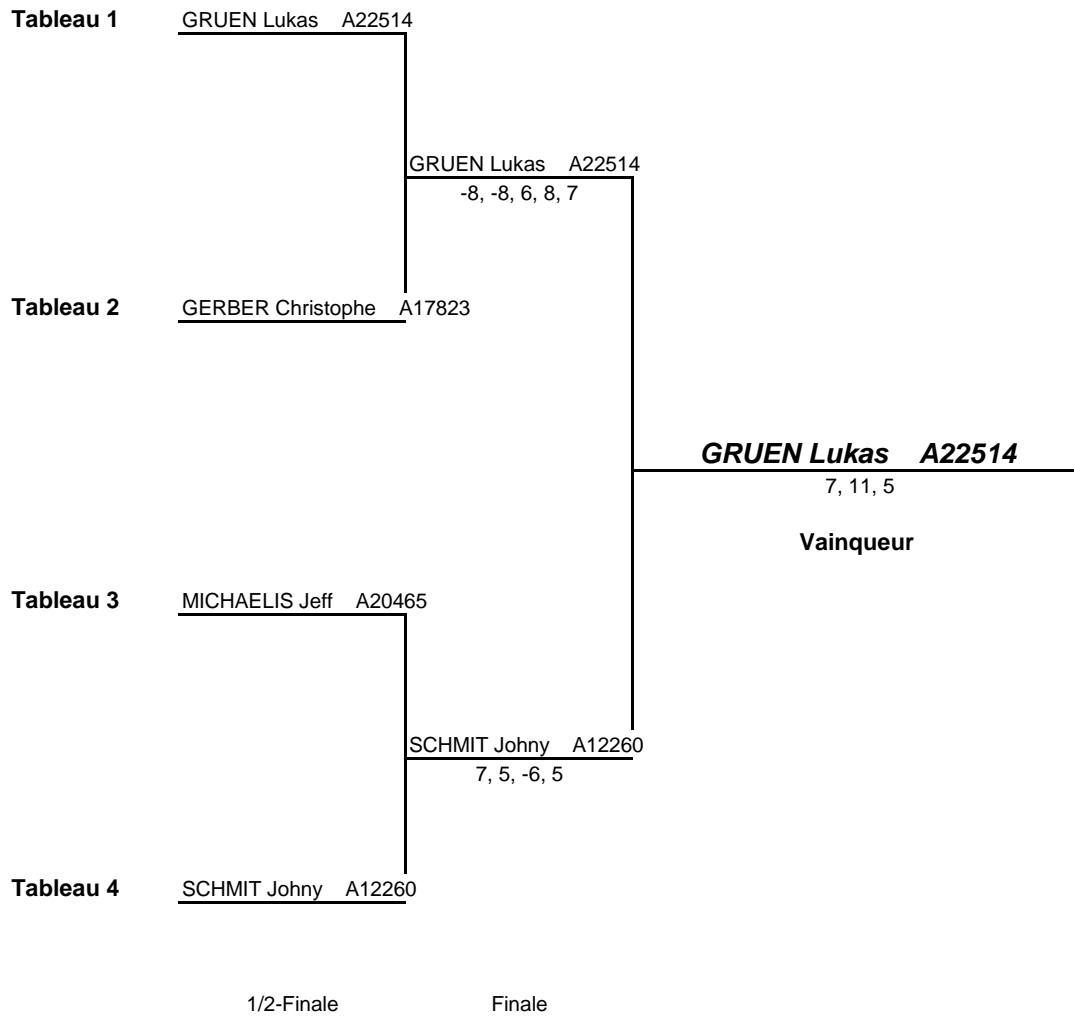 Tableau 1 GRUEN Lukas A22514
GRUEN Lukas A22514
-8, -8, 6, 8, 7
Tableau 2 GERBER Christophe A17823
GRUEN Lukas A22514
7, 11, 5
Vainqueur
Tableau 3 MICHAELIS Jeff A20465
SCHMIT Johny A12260
7, 5, -6, 5
Tableau 4 SCHMIT Johny A12260
1/2-Finale Finale